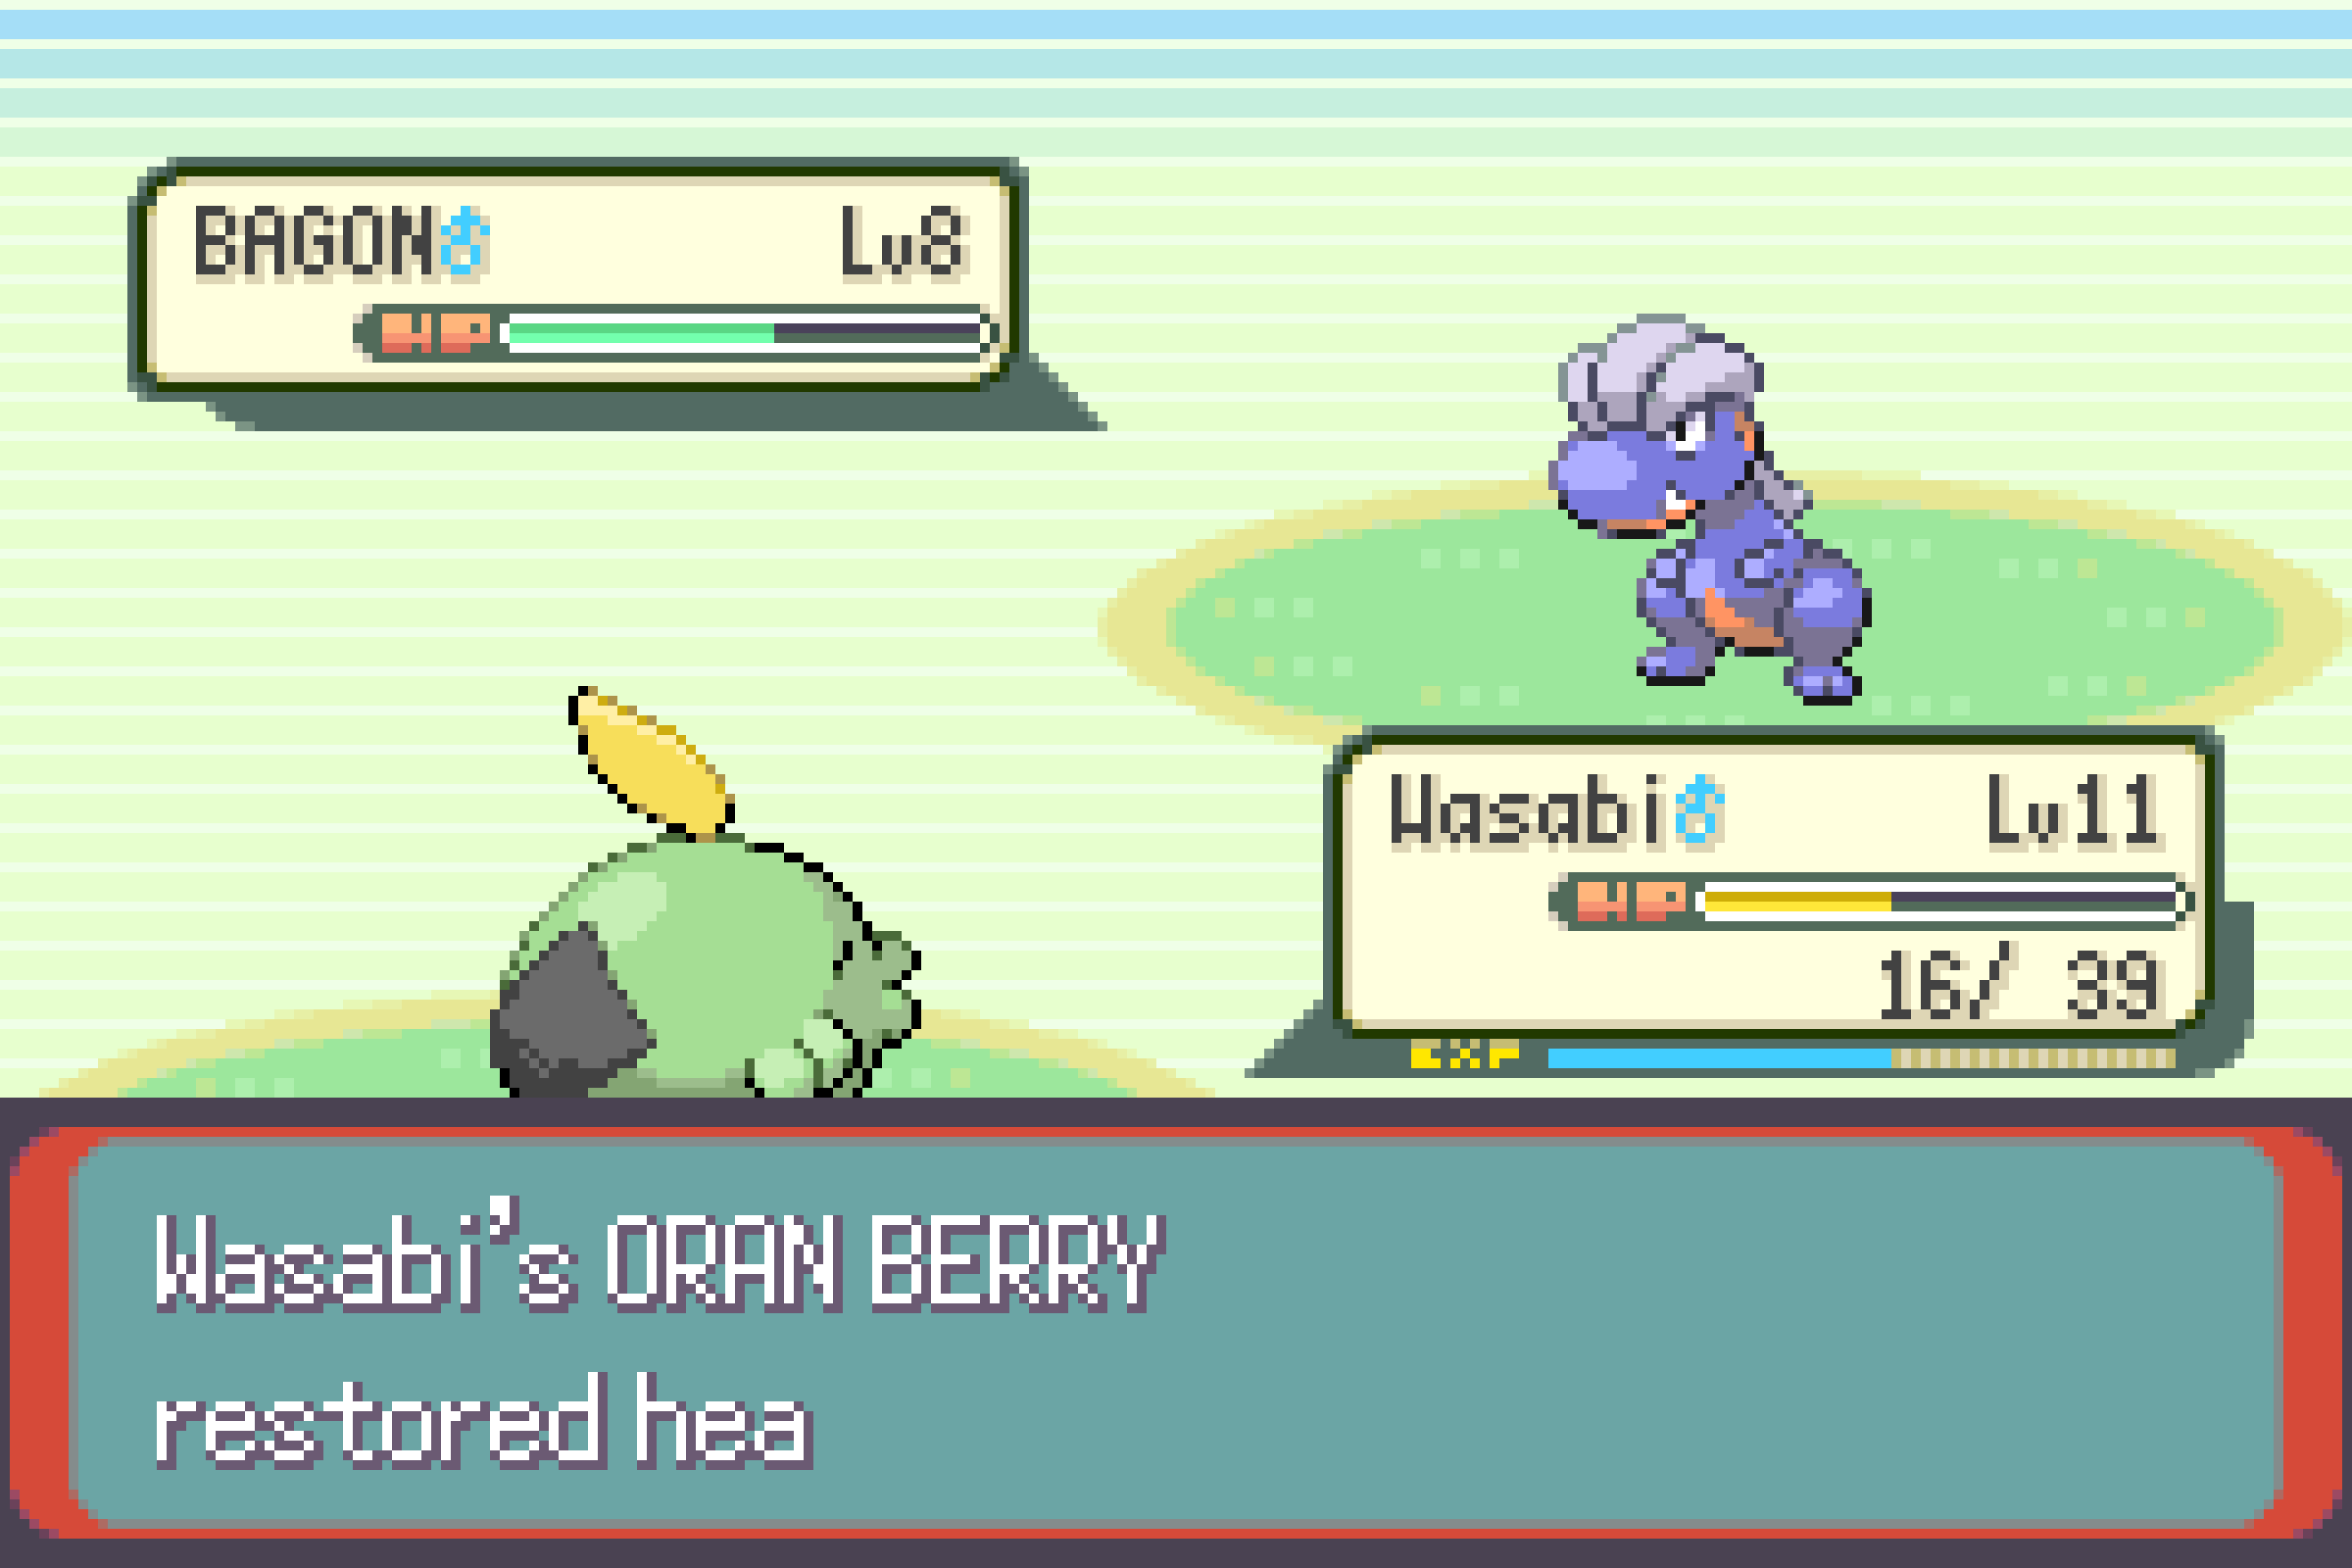 BAGON♂ Lv8
HP
Wasabi♂ Lv11
HP
16/ 39
EXP
Wasabi's ORAN BERRY
restored hea